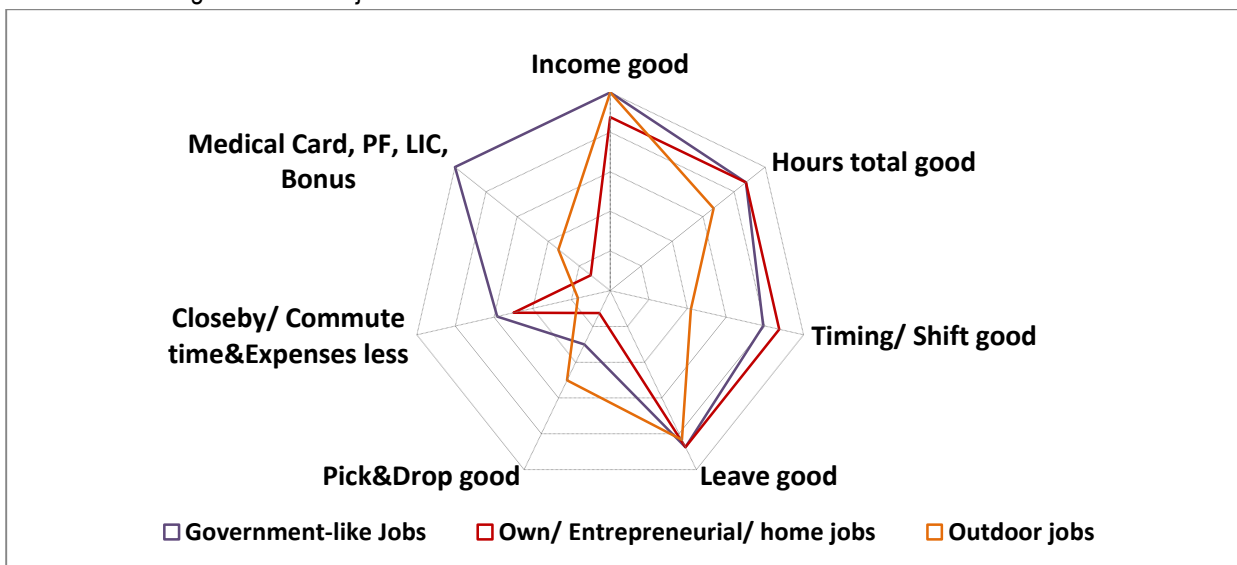 Income good
Medical Card, PF, LIC,
Bonus
Hours total good
Closeby/ Commute
time&Expenses less
Timing/ Shift good
Pick&Drop good
Leave good
Government-like Jobs
Own/ Entrepreneurial/ home jobs
Outdoor jobs